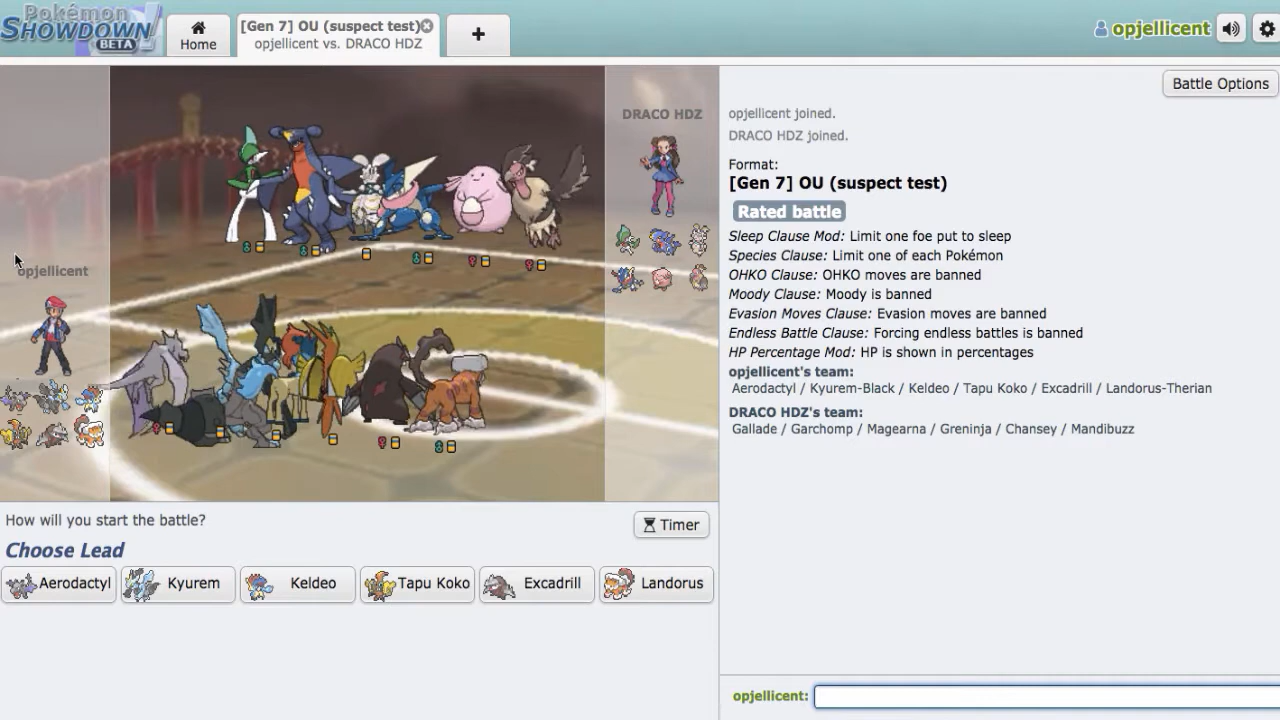 Pokémon
SHOWDOWN!
BETA
Home
[Gen 7] OU (suspect test)
opjellicent vs. DRACO HDZ
+
opjellicent
Battle Options
opjellicent
DRACO HDZ
opjellicent joined.
DRACO HDZ joined.
Format:
[Gen 7] OU (suspect test)
Rated battle
Sleep Clause Mod: Limit one foe put to sleep
Species Clause: Limit one of each Pokémon
OHKO Clause: OHKO moves are banned
Moody Clause: Moody is banned
Evasion Moves Clause: Evasion moves are banned
Endless Battle Clause: Forcing endless battles is banned
HP Percentage Mod: HP is shown in percentages
opjellicent's team:
Aerodactyl / Kyurem-Black / Keldeo / Tapu Koko / Excadrill / Landorus-Therian
DRACO HDZ's team:
Gallade / Garchomp / Magearna / Greninja / Chansey / Mandibuzz
How will you start the battle?
Timer
Choose Lead
Aerodactyl Kyurem Keldeo Tapu Koko Excadrill Landorus
opjellicent: